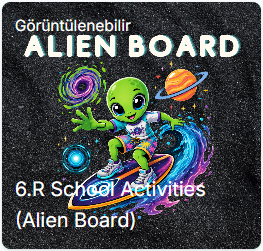 Görüntülenebilir
ALIEN BOARD
6.R School Activities
(Alien Board)